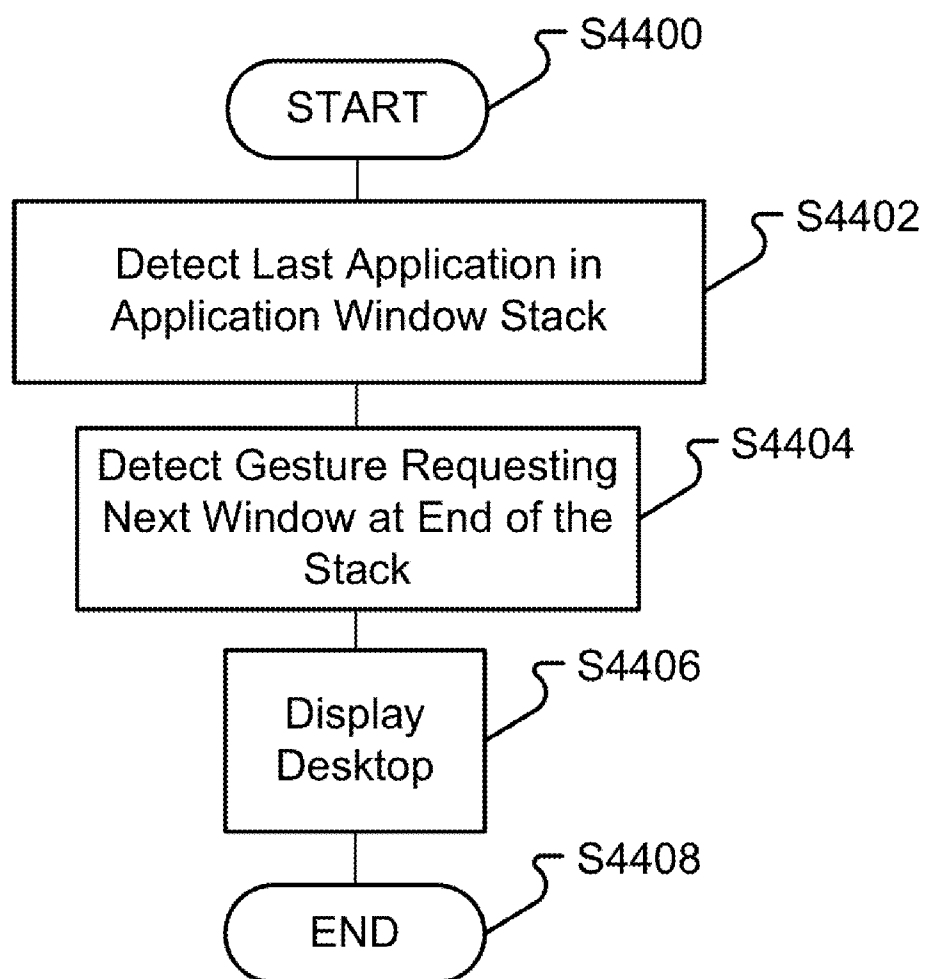 S4400
START
S4402
Detect Last Application in
Application Window Stack
S4404
Detect Gesture Requesting
Next Window at End of the
Stack
S4406
Display
Desktop
S4408
END